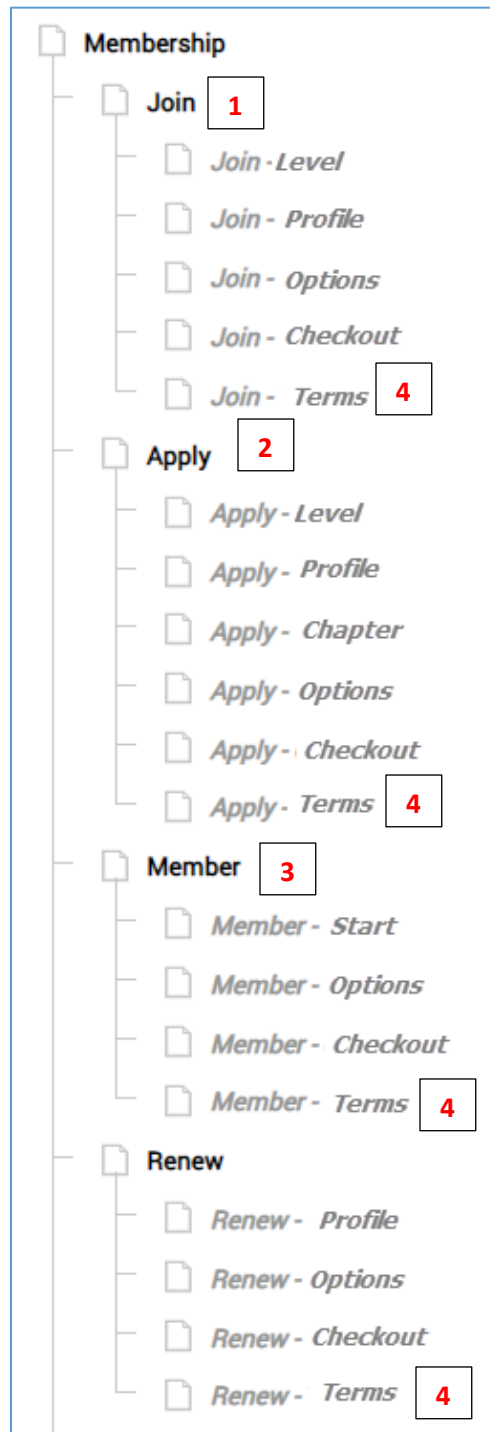 Membership
Join 1
Join - Level
Join - Profile
Join - Options
Join - Checkout
Join - Terms 4
Apply 2
Apply - Level
Apply - Profile
Apply - Chapter
Apply - Options
Apply - Checkout
Apply - Terms 4
Member 3
Member - Start
Member - Options
Member - Checkout
Member - Terms 4
Renew
Renew - Profile
Renew - Options
Renew - Checkout
Renew - Terms 4